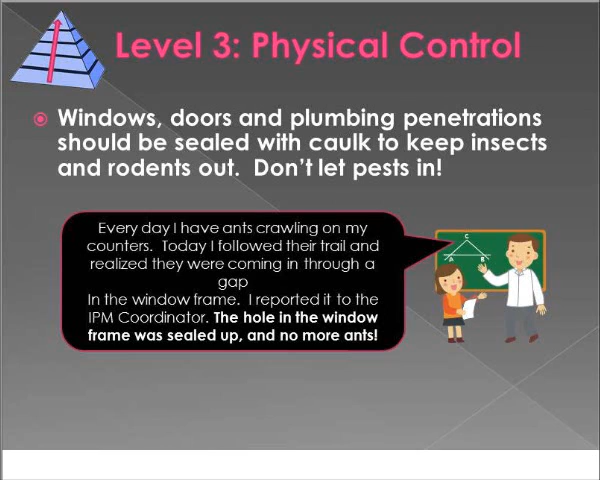 Level 3: Physical Control
Windows, doors and plumbing penetrations
should be sealed with caulk to keep insects
and rodents out. Don't let pests in!
Every day I have ants crawling on my
counters. Today I followed their trail and
realized they were coming in through a
gap
In the window frame. I reported it to the
IPM Coordinator. The hole in the window
frame was sealed up, and no more ants!
C
A
B